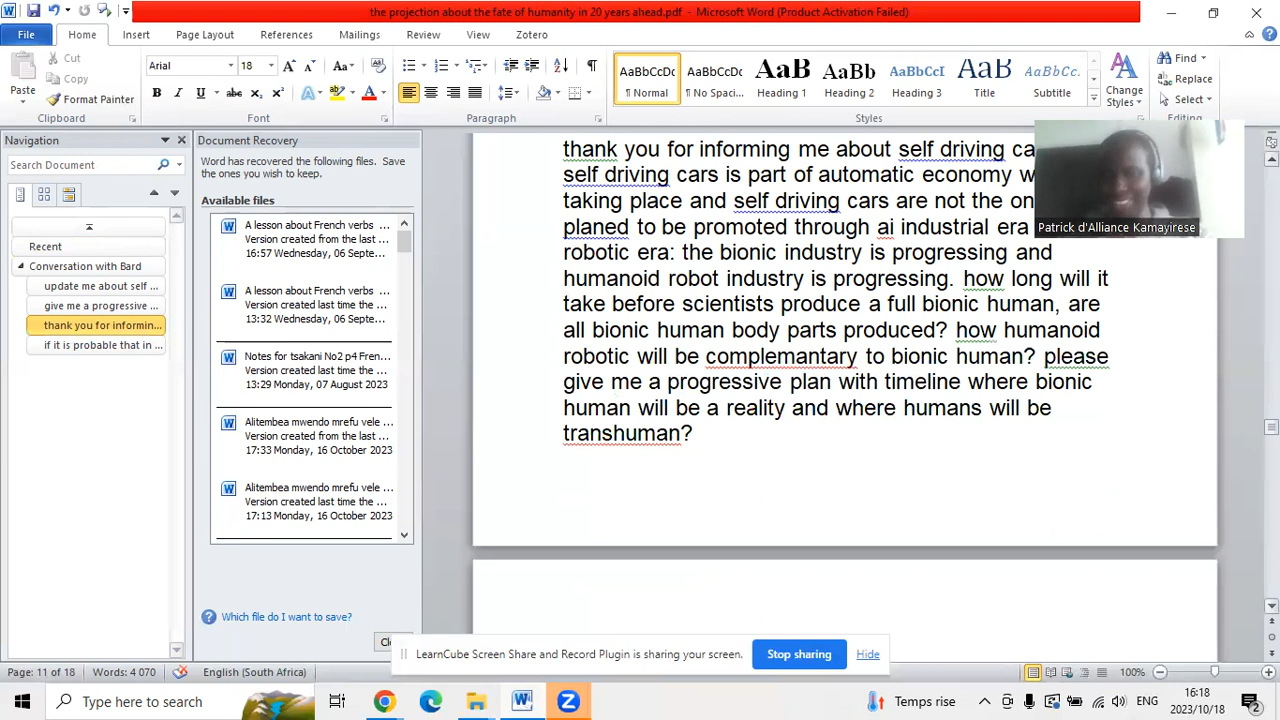 the projection about the fate of humanity in 20 years ahead.pdf - Microsoft Word (Product Activation Failed)
File Home Insert Page Layout References Mailings Review View Zotero
Paste
Cut
Copy
Format Painter
Clipboard
Arial 18
Font
Paragraph
AaBbCcDc
¶ Normal
AaBbCcDc
¶ No Spaci...
AaB
Heading 1
AaBbCc
Heading 2
AaBbCcI
Heading 3
AaB
Title
AaBbCc.
Subtitle
Change
Styles
Styles
Find
Replace
Select
Editing
Navigation
Search Document
Recent
Conversation with Bard
update me about self ...
give me a progressive ...
thank you for informin...
if it is probable that in ...
Document Recovery
Word has recovered the following files. Save
the ones you wish to keep.
Available files
A lesson about French verbs ...
Version created from the last ...
16:57 Wednesday, 06 Septe...
A lesson about French verbs ...
Version created last time the ...
13:32 Wednesday, 06 Septe...
Notes for tsakani No2 p4 Fren...
Version created last time the ...
13:29 Monday, 07 August 2023
Alitembea mwendo mrefu vele ...
Version created from the last ...
17:33 Monday, 16 October 2023
Alitembea mwendo mrefu vele ...
Version created last time the ...
17:13 Monday, 16 October 2023
Which file do I want to save?
thank you for informing me about self driving
self driving cars is part of automatic economy
taking place and self driving cars are not the
planed to be promoted through ai industrial era
robotic era: the bionic industry is progressing and
humanoid robot industry is progressing. how long will it
take before scientists produce a full bionic human, are
all bionic human body parts produced? how humanoid
robotic will be complemantary to bionic human? please
give me a progressive plan with timeline where bionic
human will be a reality and where humans will be
transhuman?
Patrick d'Alliance Kamayirese
LearnCube Screen Share and Record Plugin is sharing your screen. Stop sharing Hide
Page: 11 of 18 Words: 4 070 English (South Africa) 100%
Type here to search
Temps rise ENG 16:18
2023/10/18
2